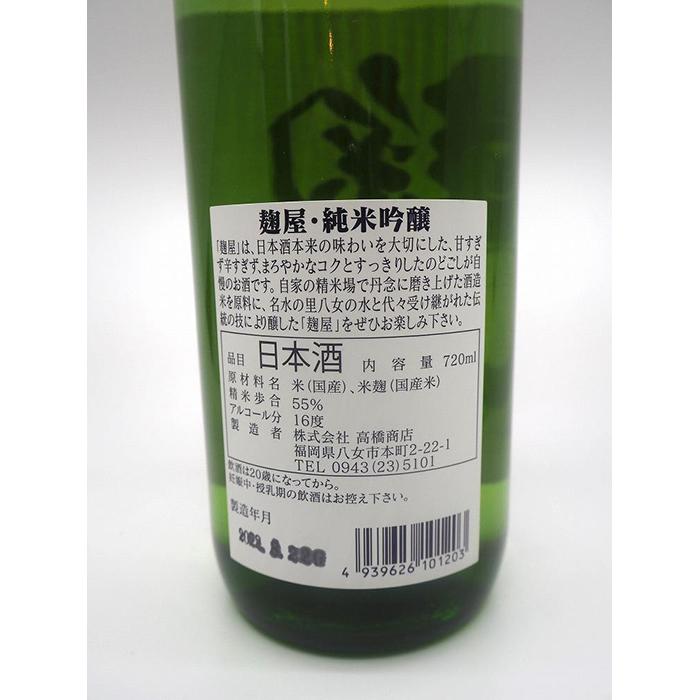 麹屋・純米吟醸
「麹屋」は、日本酒本来の味わいを大切にした、甘すぎ
ず辛すぎず、まろやかなコクとすっきりしたのどごしが自
慢のお酒です。自家の精米場で丹念に磨き上げた酒造
米を原料に、名水の里八女の水と代々受け継がれた伝
統の技により醸した「麹屋」をぜひお楽しみ下さい。
品目 日本酒 内容量 720ml
原材料名 米(国産)、米麹(国産米)
精米歩合 55%
アルコール分 16度
製造者 株式会社 高橋商店
福岡県八女市本町2-22-1
TEL 0943(23)5101
飲酒は20歳になってから。
妊娠中・授乳期の飲酒はお控え下さい。
製造年月
4 939626 101203